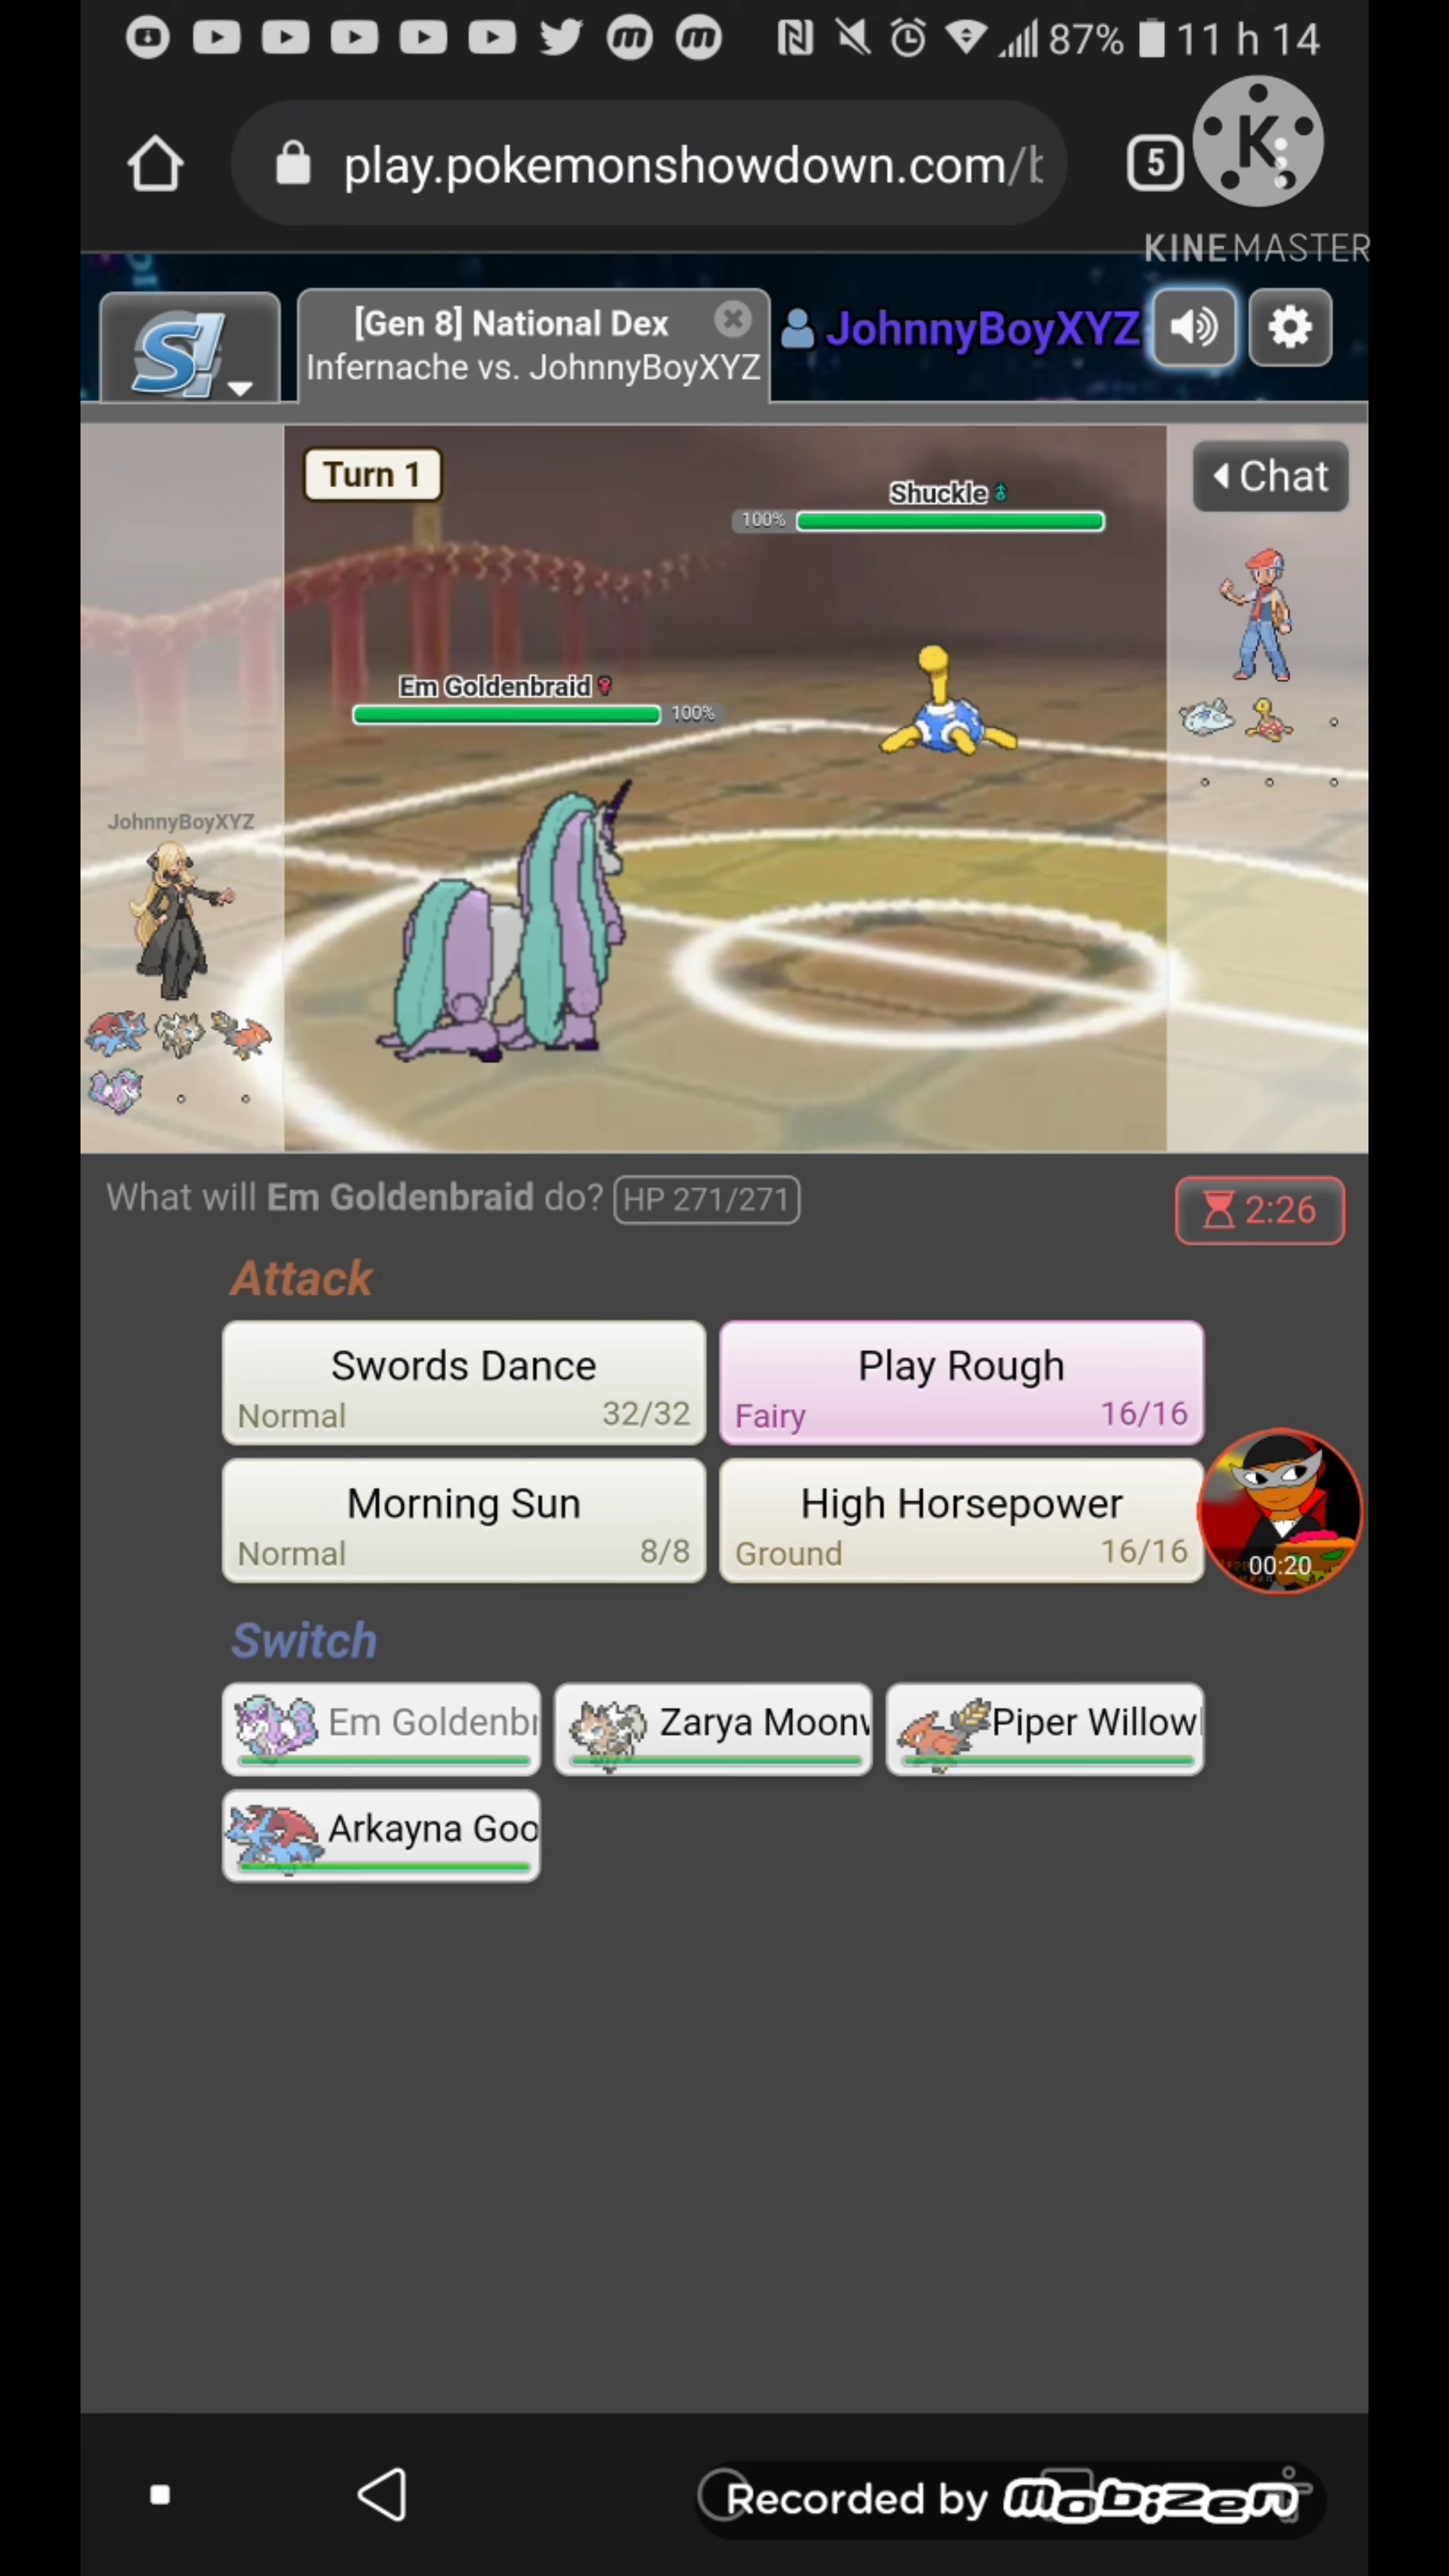 87% 11 h 14
play.pokemonshowdown.com/b
5
K
KINEMASTER
S!
[Gen 8] National Dex
Infernache vs. JohnnyBoyXYZ
JohnnyBoyXYZ
Turn 1
Chat
Shuckle
100%
Em Goldenbraid
100%
JohnnyBoyXYZ
What will Em Goldenbraid do? HP 271/271
2:26
Attack
Swords Dance
Normal 32/32
Play Rough
Fairy 16/16
Morning Sun
Normal 8/8
High Horsepower
Ground 16/16
00:20
Switch
Em Goldenbr
Zarya Moonw
Piper Willow
Arkayna Goo
Recorded by Mobizen